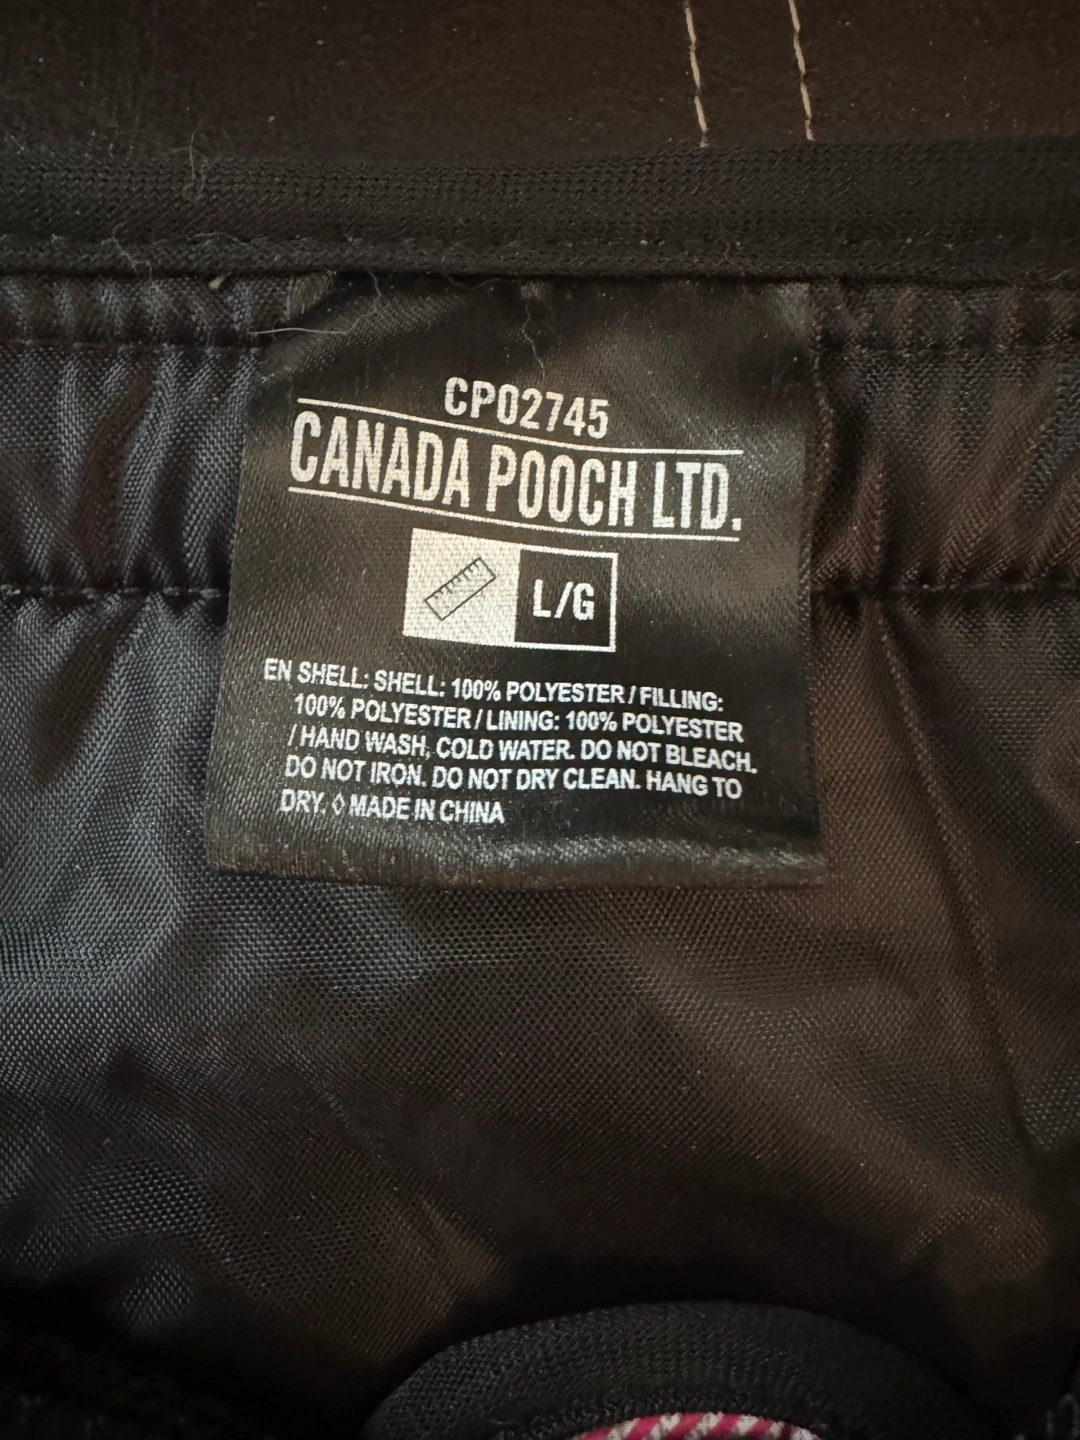 CP02745
CANADA POOCH LTD.
L/G
EN SHELL: SHELL: 100% POLYESTER / FILLING:
100% POLYESTER / LINING: 100% POLYESTER
/ HAND WASH, COLD WATER. DO NOT BLEACH.
DO NOT IRON. DO NOT DRY CLEAN. HANG TO
DRY. ◊ MADE IN CHINA